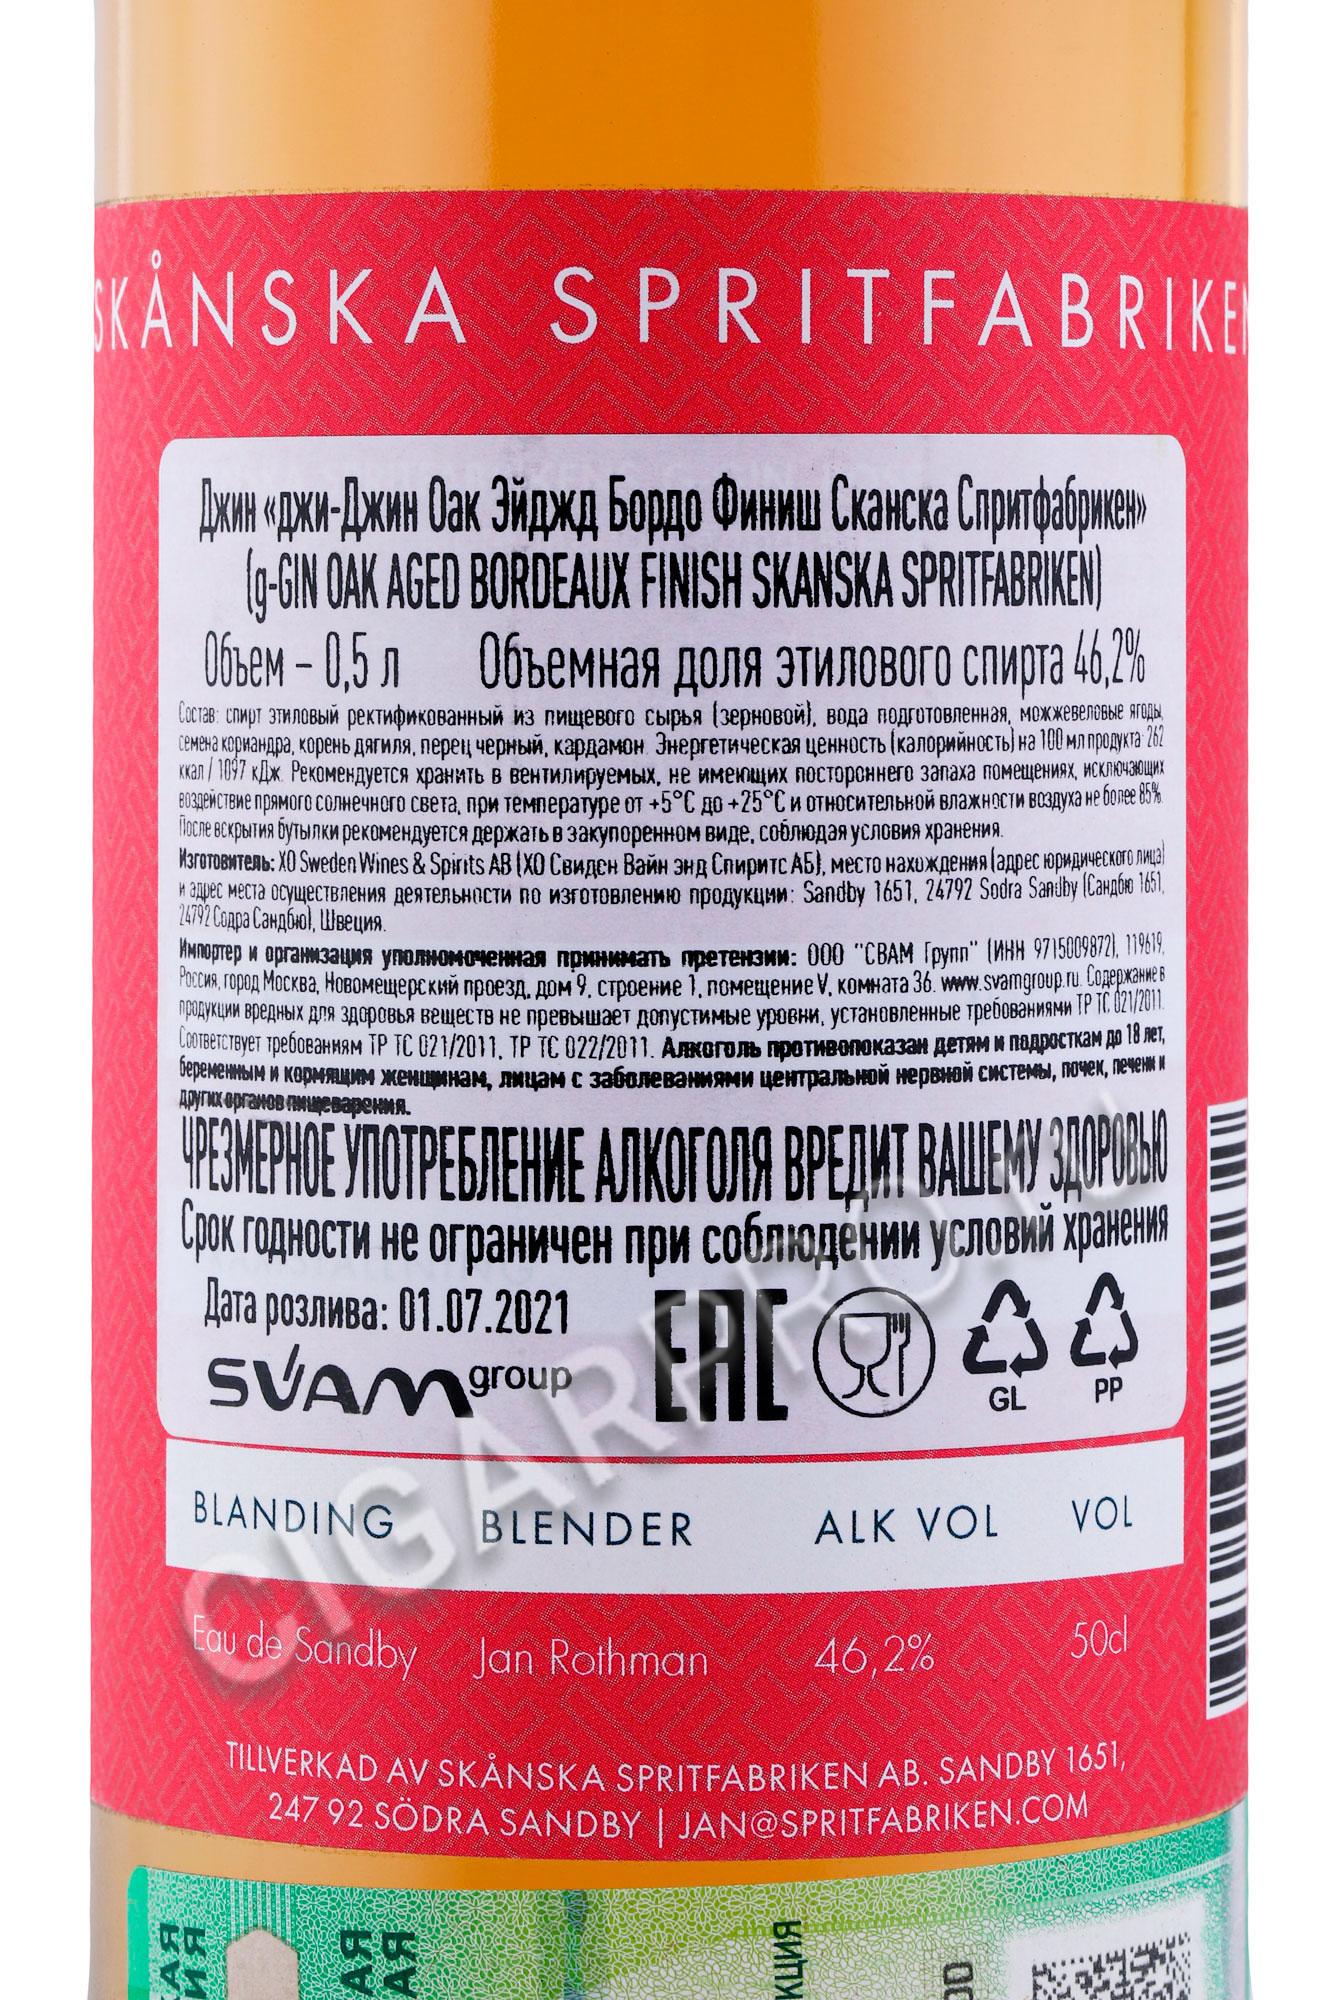 SKÅNSKA SPRITFABRIKEN
Джин «джи-Джин Оак Эйджд Бордо Финиш Сканска Спритфабрикен»
(g-GIN OAK AGED BORDEAUX FINISH SKANSKA SPRITFABRIKEN)
Объем – 0,5 л Объемная доля этилового спирта 46,2%
Состав: спирт этиловый ректификованный из пищевого сырья (зерновой), вода подготовленная, можжевеловые ягоды,
семена кориандра, корень дягиля, перец черный, кардамон. Энергетическая ценность (калорийность) на 100 мл продукта: 262
ккал / 1097 кДж. Рекомендуется хранить в вентилируемых, не имеющих постороннего запаха помещениях, исключающих
воздействие прямого солнечного света, при температуре от +5°С до +25°С и относительной влажности воздуха не более 85%.
После вскрытия бутылки рекомендуется держать в закупоренном виде, соблюдая условия хранения.
Изготовитель: XO Sweden Wines & Spirits AB (ХО Свиден Вайн энд Спиритс АБ), место нахождения (адрес юридического лица)
и адрес места осуществления деятельности по изготовлению продукции: Sandby 1651, 24792 Sodra Sandby (Сандбю 1651,
24792 Содра Сандбю), Швеция.
Импортер и организация уполномоченная принимать претензии: ООО "СВАМ Групп" (ИНН 9715009872), 119619,
Россия, город Москва, Новомещерский проезд, дом 9, строение 1, помещение V, комната 36. www.svamgroup.ru. Содержание в
продукции вредных для здоровья веществ не превышает допустимые уровни, установленные требованиями ТР ТС 021/2011.
Соответствует требованиям ТР ТС 021/2011, ТР ТС 022/2011. Алкоголь противопоказан детям и подросткам до 18 лет,
беременным и кормящим женщинам, лицам с заболеваниями центральной нервной системы, почек, печени и
других органов пищеварения.
ЧРЕЗМЕРНОЕ УПОТРЕБЛЕНИЕ АЛКОГОЛЯ ВРЕДИТ ВАШЕМУ ЗДОРОВЬЮ
Срок годности не ограничен при соблюдении условий хранения
Дата розлива: 01.07.2021
SVAM group EAC GL PP
CIGARPRO.ru
BLANDING BLENDER ALK VOL VOL
Eau de Sandby Jan Rothman 46,2% 50cl
TILLVERKAD AV SKÅNSKA SPRITFABRIKEN AB. SANDBY 1651,
247 92 SÖDRA SANDBY | JAN@SPRITFABRIKEN.COM